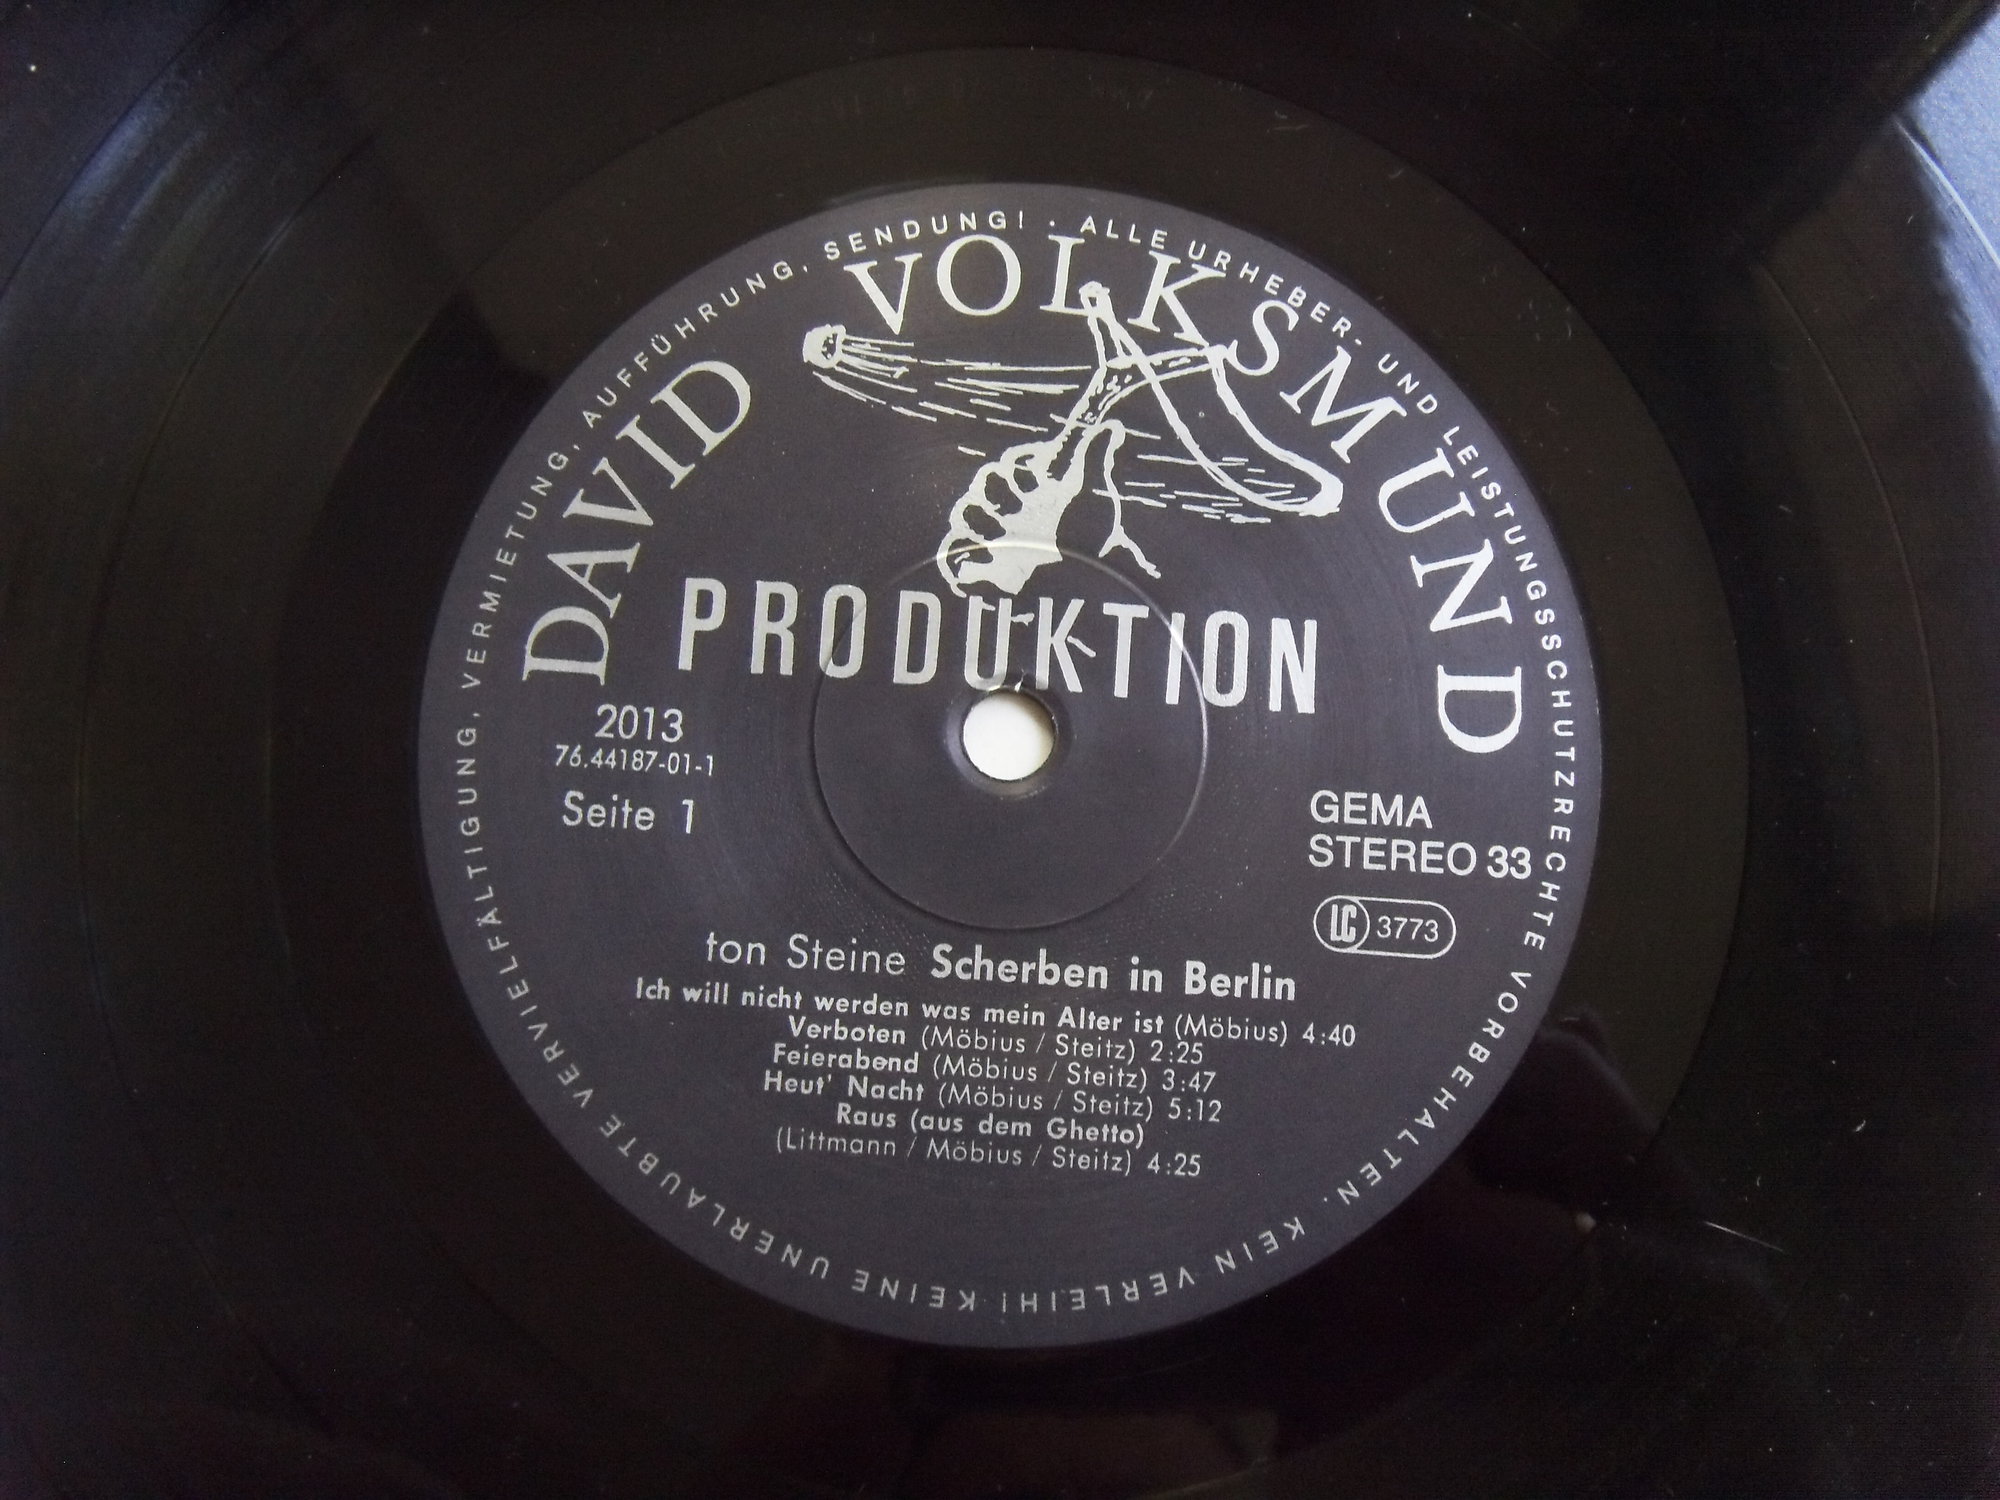 ALLE URHEBER- UND LEISTUNGSSCHUTZRECHTE VORBEHALTEN. KEIN VERLEIH! KEINE UNERLAUBTE VERVIELFÄLTIGUNG, VERMIETUNG, AUFFÜHRUNG, SENDUNG! ·
DAVID VOLKSMUND
PRODUKTION
2013
76.44187-01-1
Seite 1
GEMA
STEREO 33
LC 3773
ton Steine Scherben in Berlin
Ich will nicht werden was mein Alter ist (Möbius) 4:40
Verboten (Möbius / Steitz) 2:25
Feierabend (Möbius / Steitz) 3:47
Heut' Nacht (Möbius / Steitz) 5:12
Raus (aus dem Ghetto)
(Littmann / Möbius / Steitz) 4:25